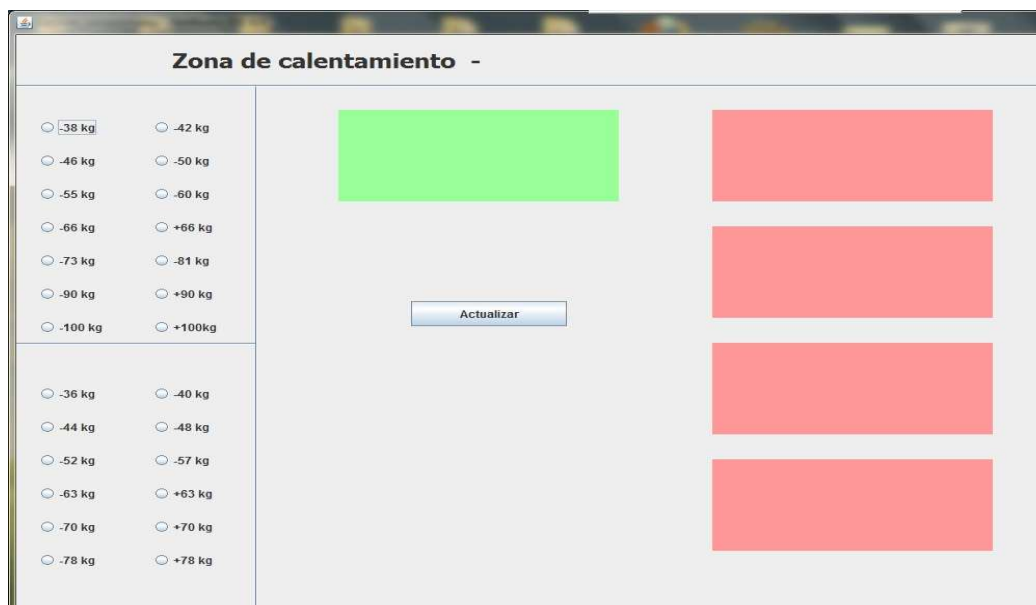 Zona de calentamiento -
-38 kg -42 kg
-46 kg -50 kg
-55 kg -60 kg
-66 kg +66 kg
-73 kg -81 kg
-90 kg +90 kg
-100 kg +100kg
Actualizar
-36 kg -40 kg
-44 kg -48 kg
-52 kg -57 kg
-63 kg +63 kg
-70 kg +70 kg
-78 kg +78 kg